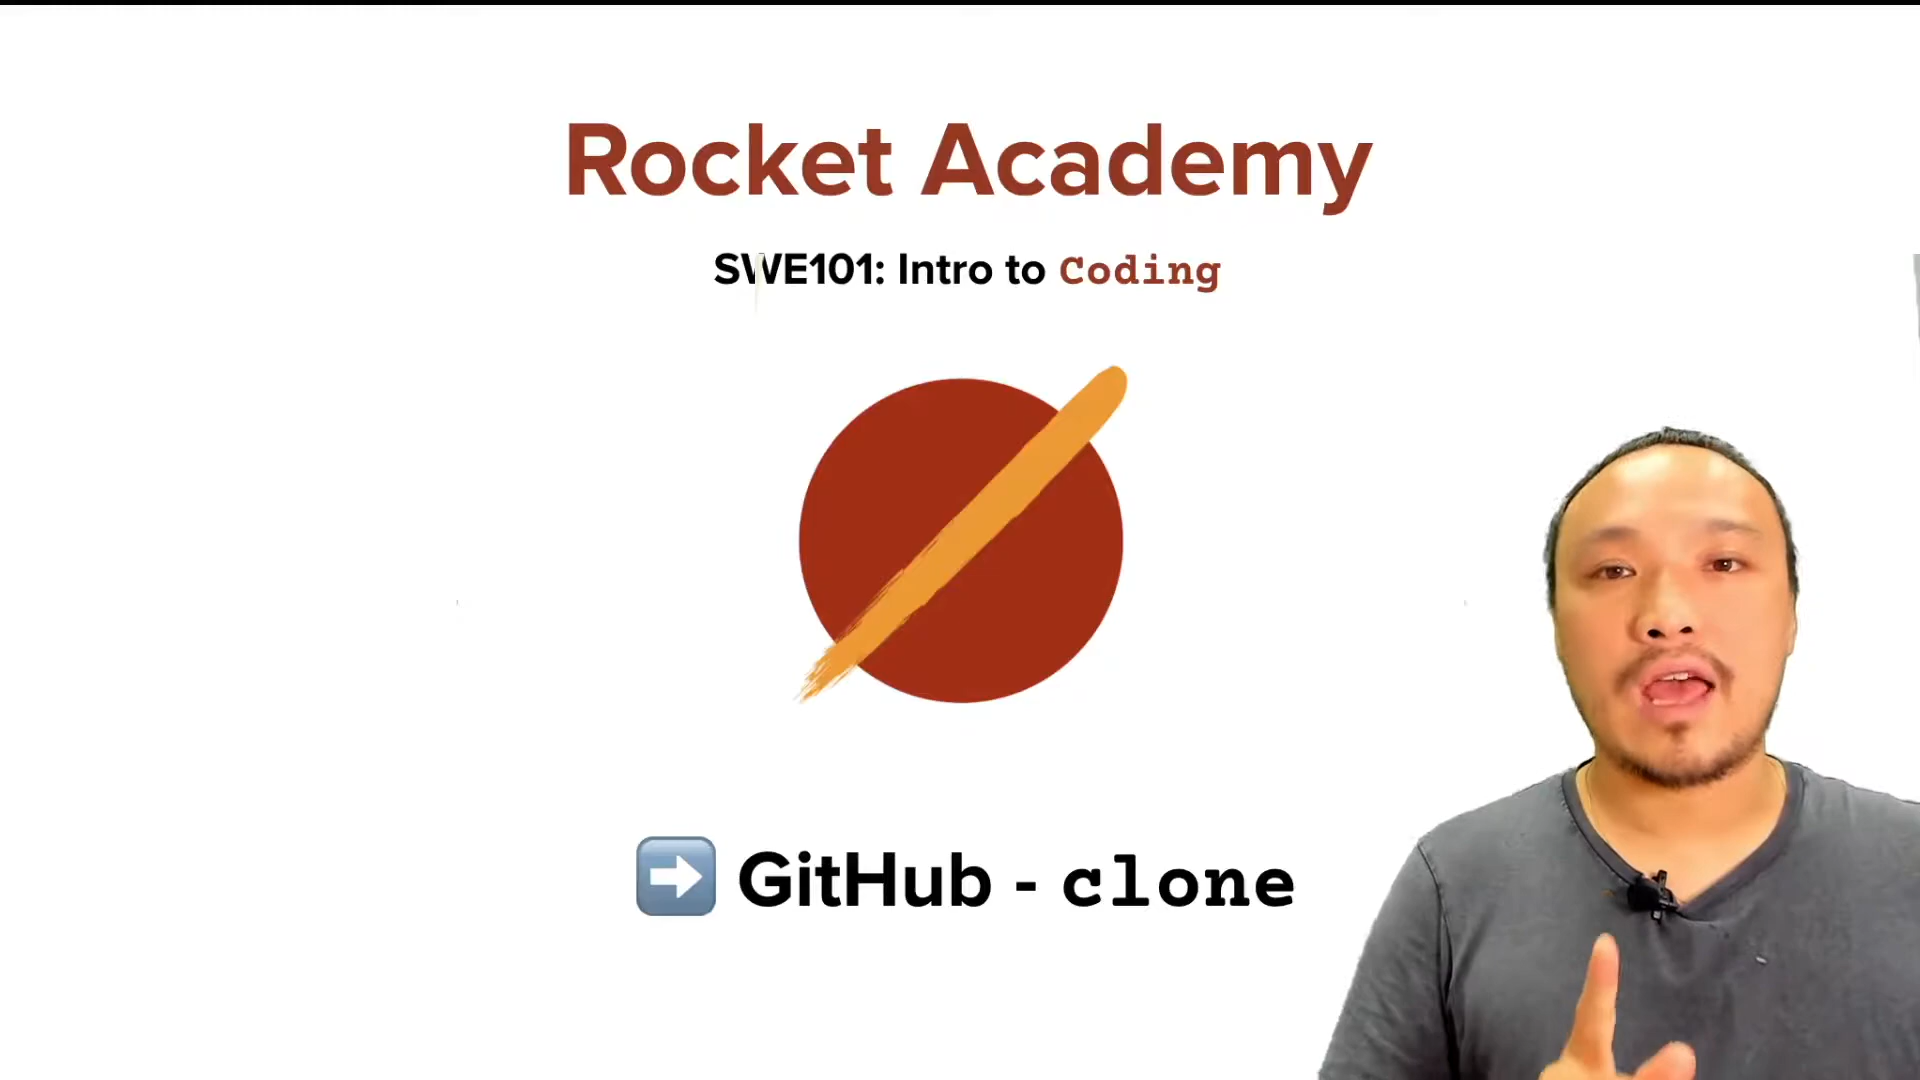 Rocket Academy
SWE101: Intro to Coding
➡️ GitHub - clone